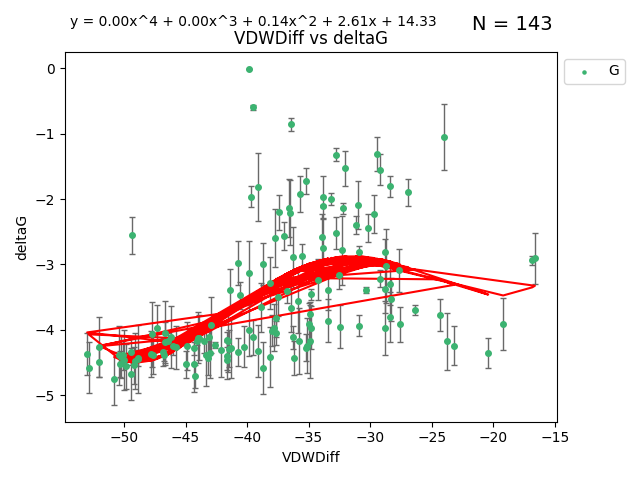 y = 0.00x^4 + 0.00x^3 + 0.14x^2 + 2.61x + 14.33
N = 143
VDWDiff vs deltaG
G
deltaG
0
−1
−2
−3
−4
−5
−50
−45
−40
−35
−30
−25
−20
−15
VDWDiff